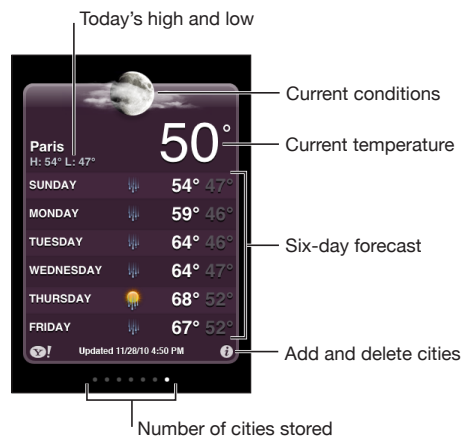 Today's high and low
Current conditions
50°
Current temperature
Paris
H: 54° L: 47°
SUNDAY 54° 47°
MONDAY 59° 46°
TUESDAY 64° 46°
Six-day forecast
WEDNESDAY 64° 47°
THURSDAY 68° 52°
FRIDAY 67° 52°
Y! Updated 11/28/10 4:50 PM i
Add and delete cities
Number of cities stored